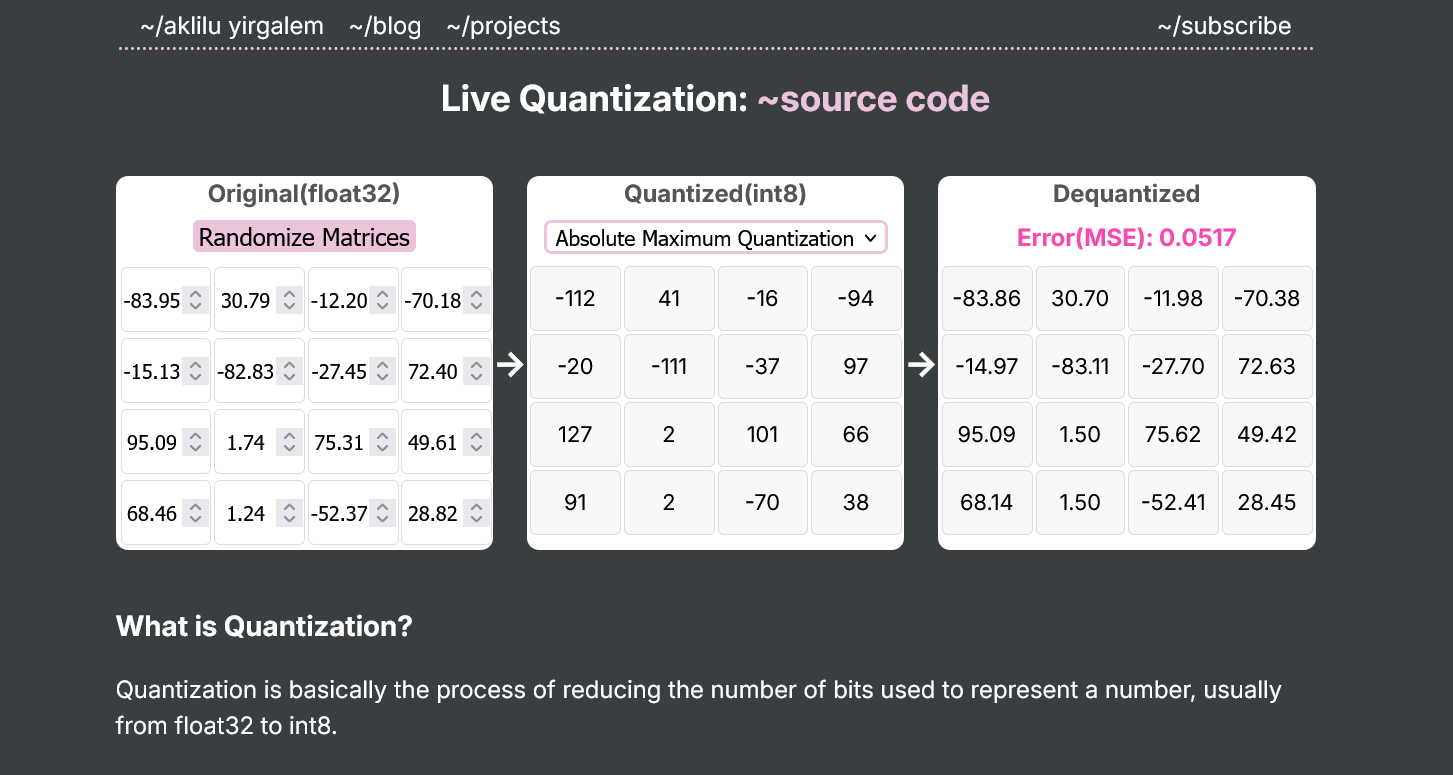 ~/aklilu yirgalem ~/blog ~/projects ~/subscribe
Live Quantization: ~source code
Original(float32)
Randomize Matrices
-83.95 30.79 -12.20 -70.18
-15.13 -82.83 -27.45 72.40
95.09 1.74 75.31 49.61
68.46 1.24 -52.37 28.82
Quantized(int8)
Absolute Maximum Quantization
-112 41 -16 -94
-20 -111 -37 97
127 2 101 66
91 2 -70 38
Dequantized
Error(MSE): 0.0517
-83.86 30.70 -11.98 -70.38
-14.97 -83.11 -27.70 72.63
95.09 1.50 75.62 49.42
68.14 1.50 -52.41 28.45
What is Quantization?
Quantization is basically the process of reducing the number of bits used to represent a number, usually
from float32 to int8.